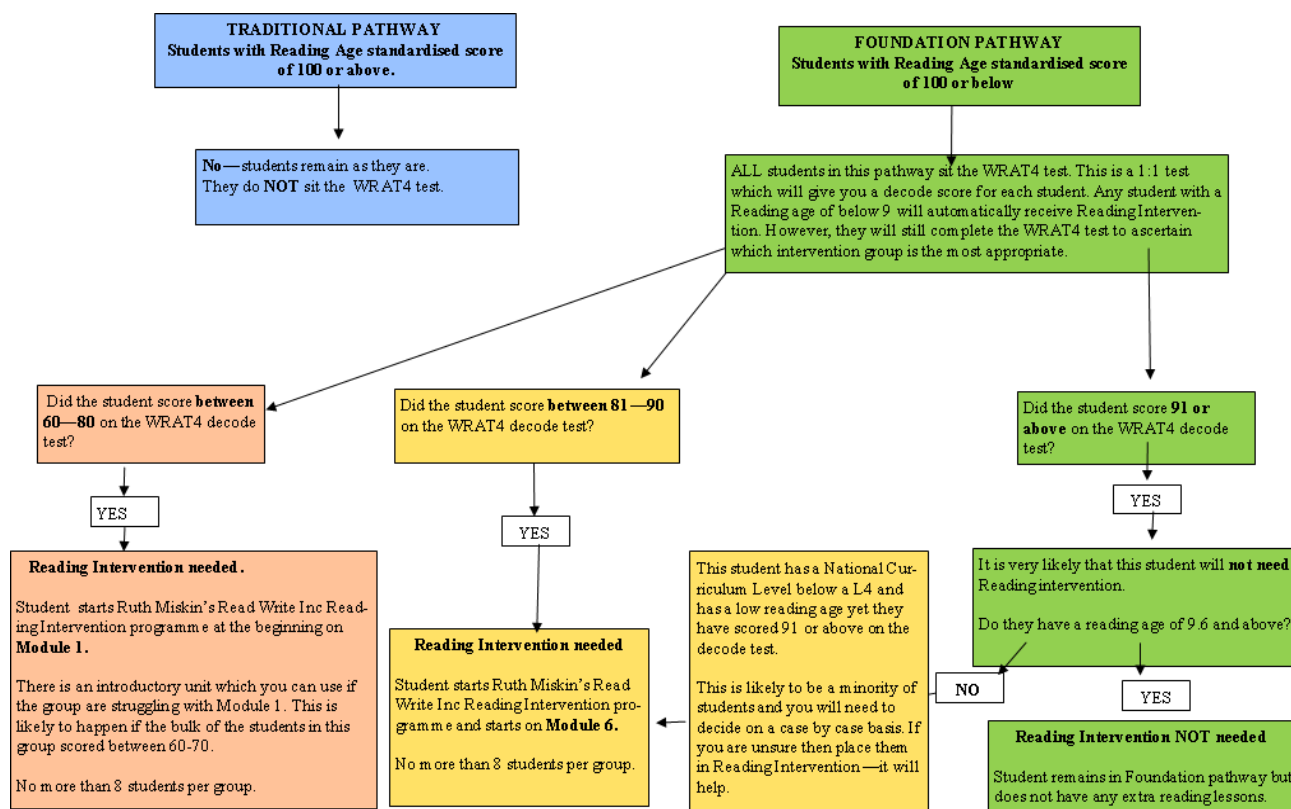 TRADITIONAL PATHWAY
Students with Reading Age standardised score
of 100 or above.
FOUNDATION PATHWAY
Students with Reading Age standardised score
of 100 or below
No—students remain as they are.
They do NOT sit the WRAT4 test.
ALL students in this pathway sit the WRAT4 test. This is a 1:1 test
which will give you a decode score for each student. Any student with a
Reading age of below 9 will automatically receive Reading Interven-
tion. However, they will still complete the WRAT4 test to ascertain
which intervention group is the most appropriate.
Did the student score between
60—80 on the WRAT4 decode
test?
Did the student score between 81—90
on the WRAT4 decode test?
Did the student score 91 or
above on the WRAT4 decode
test?
YES
YES
YES
Reading Intervention needed.
Student starts Ruth Miskin's Read Write Inc Read-
ing Intervention programme at the beginning on
Module 1.
There is an introductory unit which you can use if
the group are struggling with Module 1. This is
likely to happen if the bulk of the students in this
group scored between 60-70.
No more than 8 students per group.
Reading Intervention needed
Student starts Ruth Miskin's Read
Write Inc Reading Intervention pro-
gramme and starts on Module 6.
No more than 8 students per group.
This student has a National Cur-
riculum Level below a L4 and
has a low reading age yet they
have scored 91 or above on the
decode test.
This is likely to be a minority of
students and you will need to
decide on a case by case basis. If
you are unsure then place them
in Reading Intervention—it will
help.
It is very likely that this student will not need
Reading intervention.
Do they have a reading age of 9.6 and above?
NO
YES
Reading Intervention NOT needed
Student remains in Foundation pathway but
does not have any extra reading lessons.